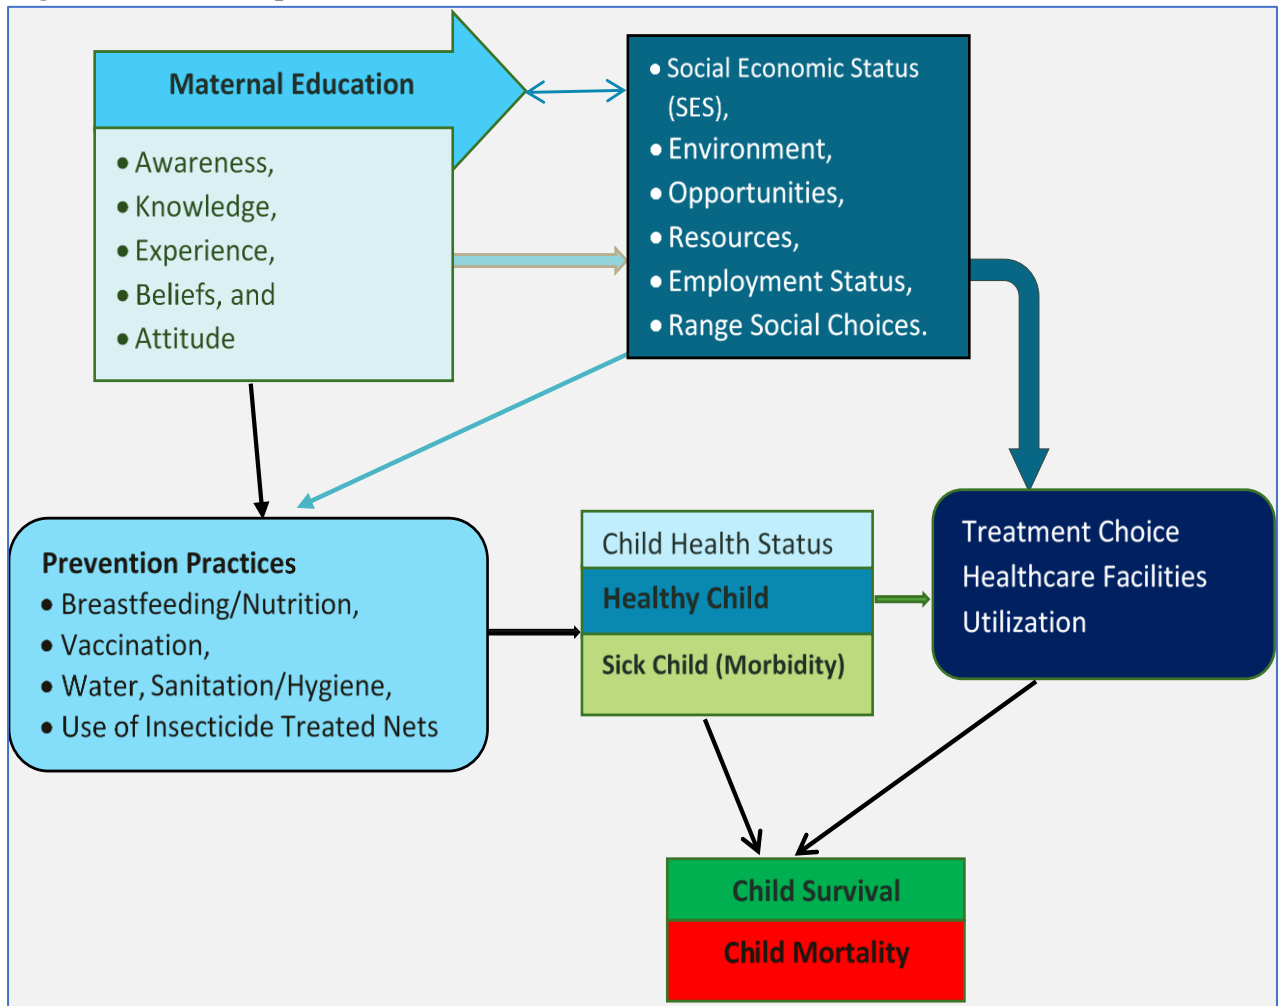 Maternal Education
• Awareness,
• Knowledge,
• Experience,
• Beliefs, and
• Attitude
• Social Economic Status
(SES),
• Environment,
• Opportunities,
• Resources,
• Employment Status,
• Range Social Choices.
Prevention Practices
• Breastfeeding/Nutrition,
• Vaccination,
• Water, Sanitation/Hygiene,
• Use of Insecticide Treated Nets
Child Health Status
Healthy Child
Sick Child (Morbidity)
Treatment Choice
Healthcare Facilities
Utilization
Child Survival
Child Mortality